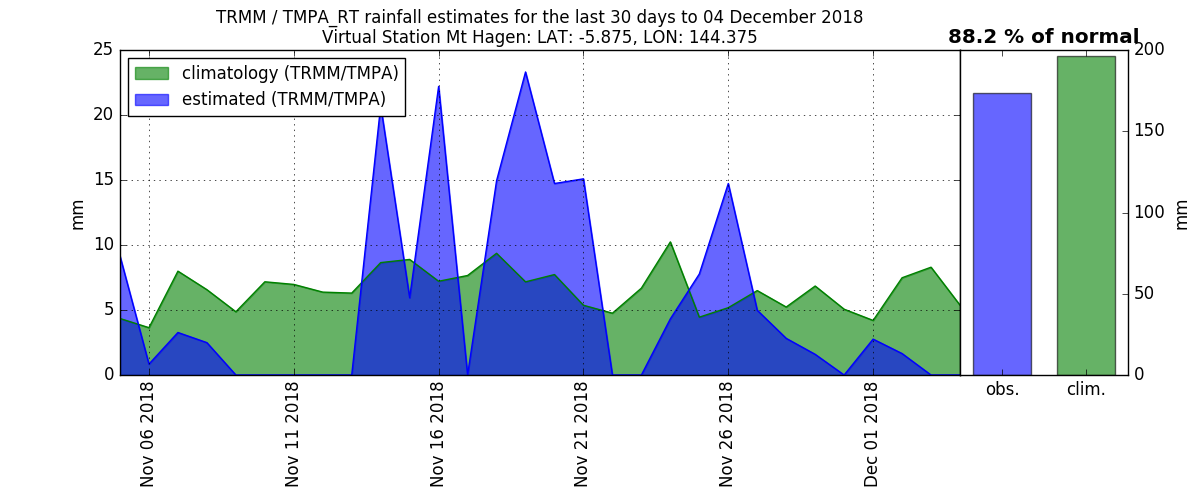 TRMM / TMPA_RT rainfall estimates for the last 30 days to 04 December 2018
Virtual Station Mt Hagen: LAT: -5.875, LON: 144.375
88.2 % of normal
climatology (TRMM/TMPA)
estimated (TRMM/TMPA)
25
20
15
10
5
0
mm
Nov 06 2018
Nov 11 2018
Nov 16 2018
Nov 21 2018
Nov 26 2018
Dec 01 2018
obs.
clim.
200
150
100
50
0
mm